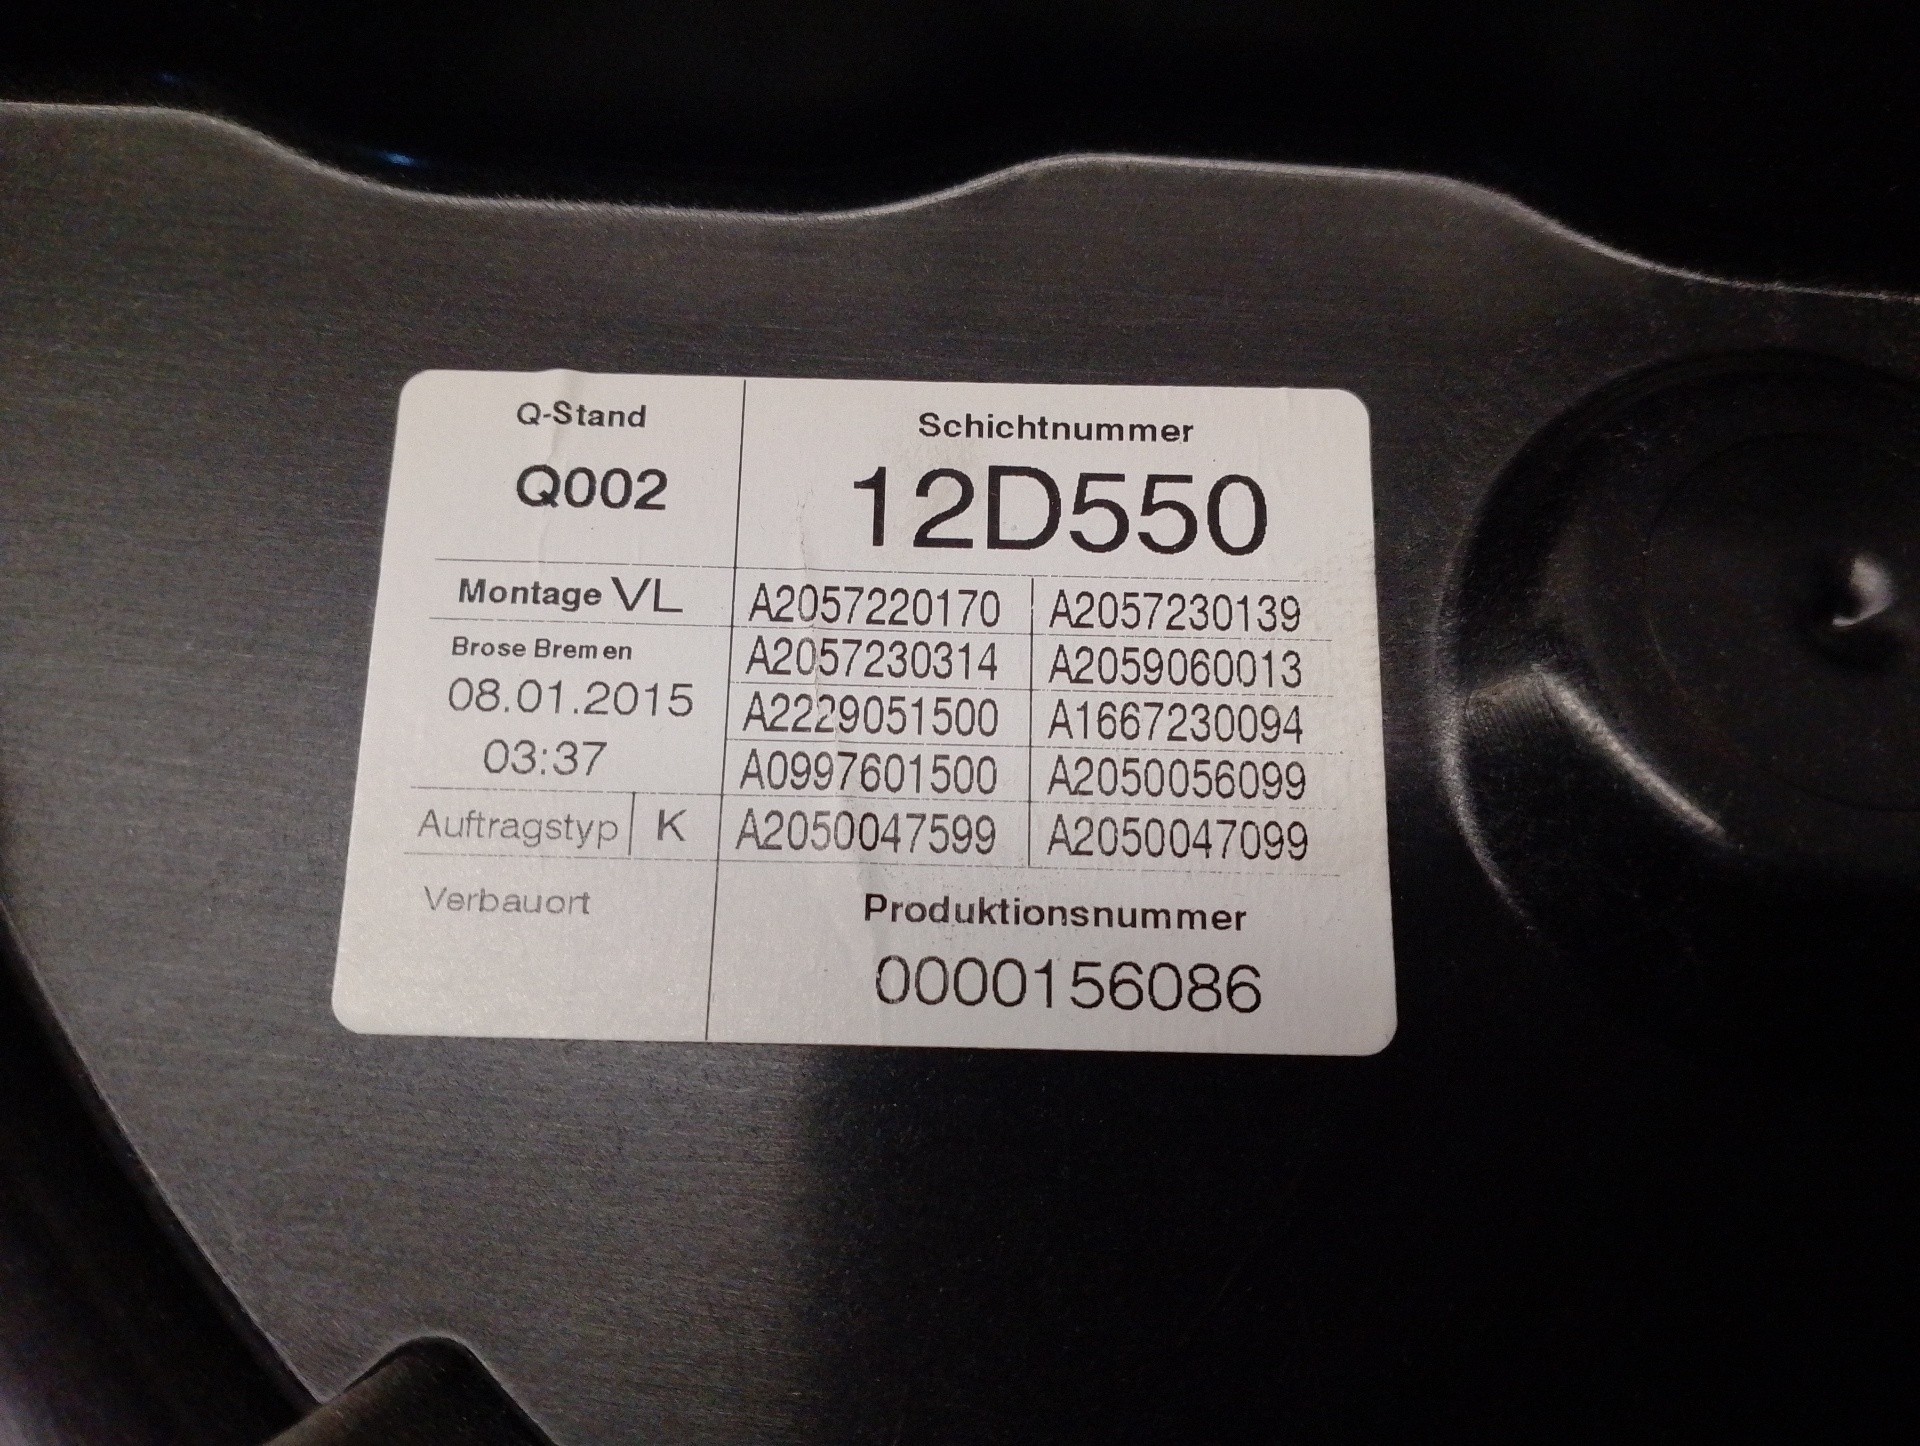 Q-Stand
Q002
Schichtnummer
12D550
Montage VL
Brose Bremen
08.01.2015
03:37
Auftragstyp K
Verbauort
A2057220170 A2057230139
A2057230314 A2059060013
A2229051500 A1667230094
A0997601500 A2050056099
A2050047599 A2050047099
Produktionsnummer
0000156086